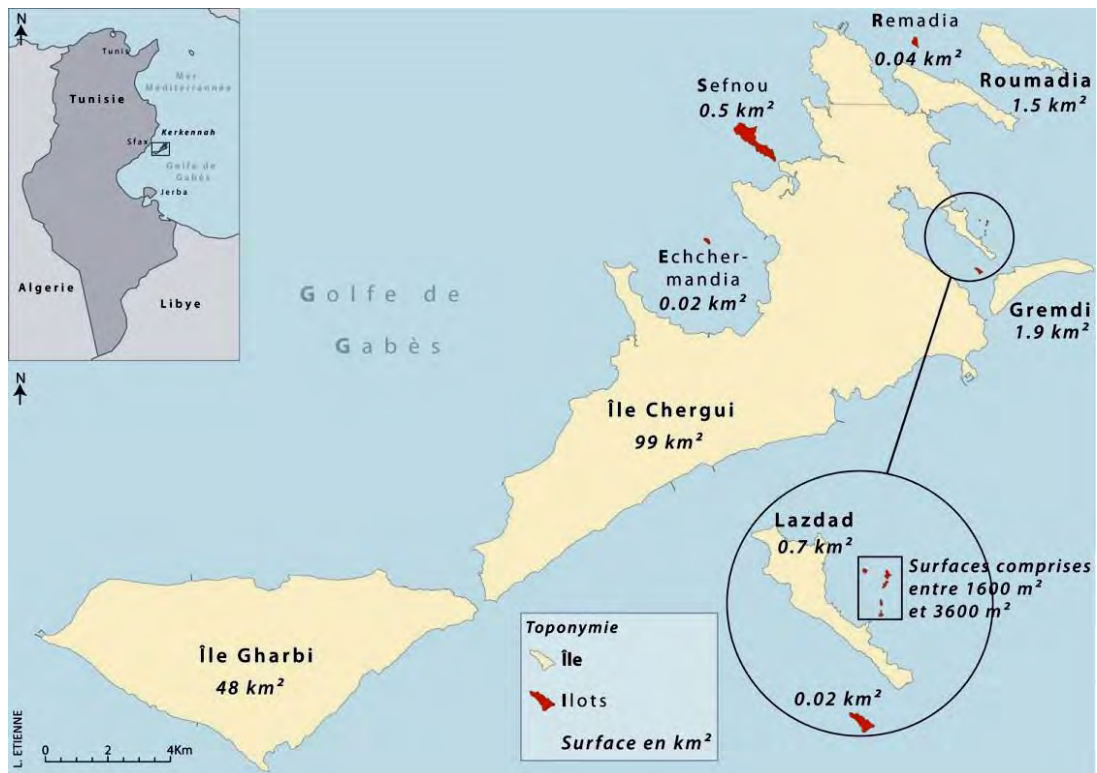 N
Tunis
Mer
Méditerrannée
Tunisie
Kerkennah
Sfax
Golfe de
Gabès
Jerba
Algerie
Libye
N
Remadia
0.04 km²
Roumadia
1.5 km²
Sefnou
0.5 km²
Echcher-
mandia
0.02 km²
Golfe de
Gabès
Gremdi
1.9 km²
Île Chergui
99 km²
Lazdad
0.7 km²
Surfaces comprises
entre 1600 m²
et 3600 m²
0.02 km²
Île Gharbi
48 km²
Toponymie
Île
Ilots
Surface en km²
L. ETIENNE
0 2 4Km